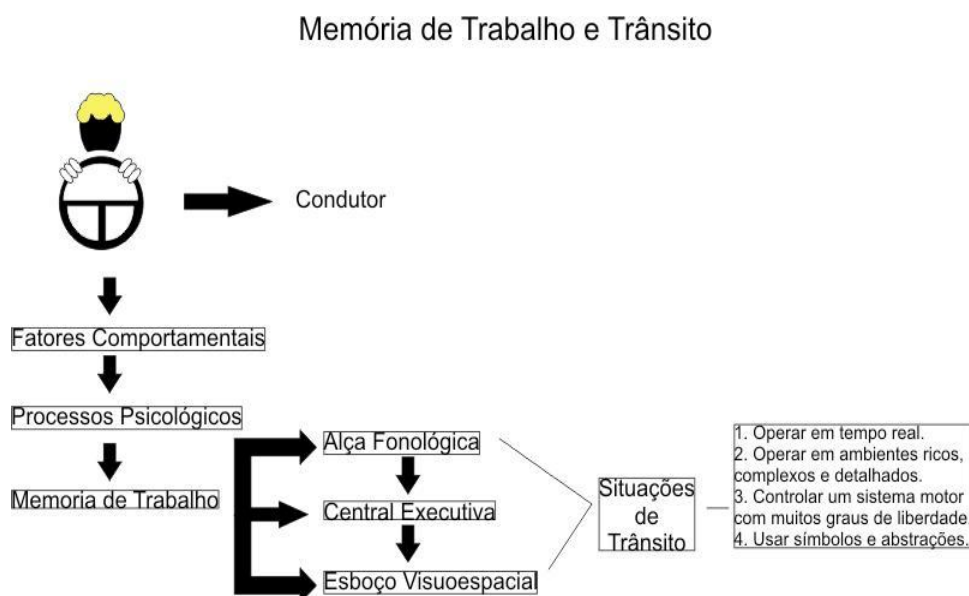 Memória de Trabalho e Trânsito
Condutor
Fatores Comportamentais
Processos Psicológicos
Memoria de Trabalho
Alça Fonológica
Central Executiva
Esboço Visuoespacial
Situações
de
Trânsito
1. Operar em tempo real.
2. Operar em ambientes ricos,
complexos e detalhados.
3. Controlar um sistema motor
com muitos graus de liberdade
4. Usar símbolos e abstrações.